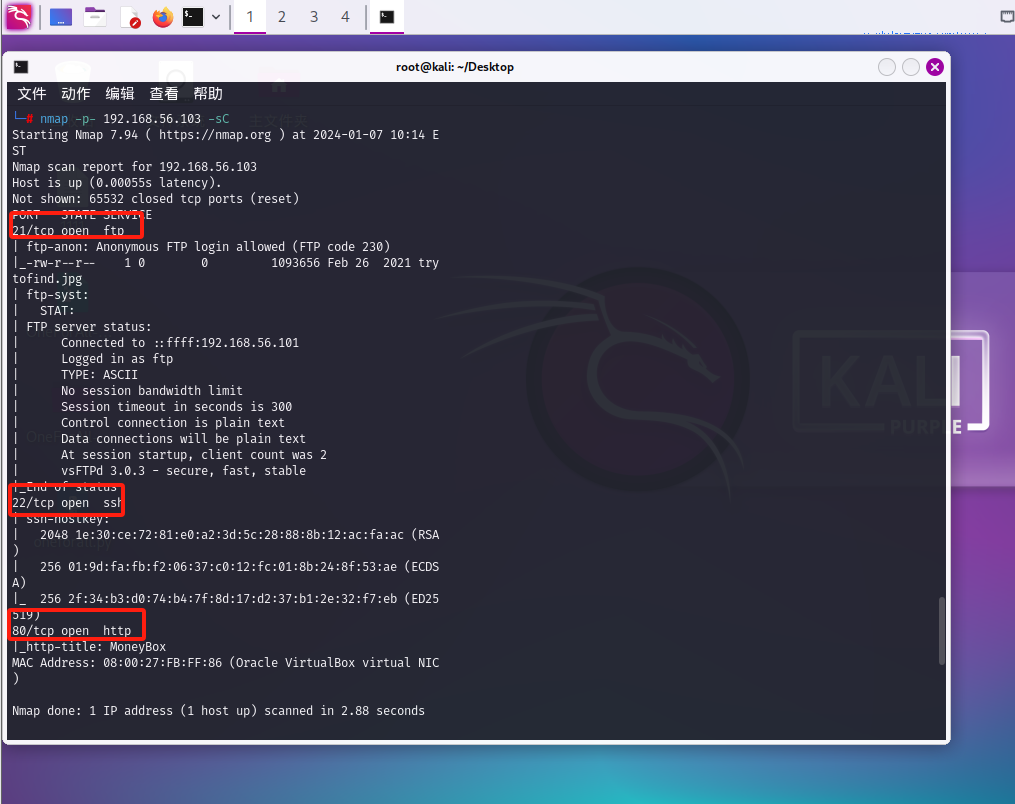 1 2 3 4
root@kali: ~/Desktop
文件 动作 编辑 查看 帮助
└─# nmap -p- 192.168.56.103 -sC
Starting Nmap 7.94 ( https://nmap.org ) at 2024-01-07 10:14 E
ST
Nmap scan report for 192.168.56.103
Host is up (0.00055s latency).
Not shown: 65532 closed tcp ports (reset)
PORT   STATE SERVICE
21/tcp open  ftp
| ftp-anon: Anonymous FTP login allowed (FTP code 230)
|_-rw-r--r--    1 0        0         1093656 Feb 26  2021 try
tofind.jpg
| ftp-syst:
|   STAT:
| FTP server status:
|      Connected to ::ffff:192.168.56.101
|      Logged in as ftp
|      TYPE: ASCII
|      No session bandwidth limit
|      Session timeout in seconds is 300
|      Control connection is plain text
|      Data connections will be plain text
|      At session startup, client count was 2
|      vsFTPd 3.0.3 - secure, fast, stable
|_End of status
22/tcp open  ssh
| ssh-hostkey:
|   2048 1e:30:ce:72:81:e0:a2:3d:5c:28:88:8b:12:ac:fa:ac (RSA
)
|   256 01:9d:fa:fb:f2:06:37:c0:12:fc:01:8b:24:8f:53:ae (ECDS
A)
|_  256 2f:34:b3:d0:74:b4:7f:8d:17:d2:37:b1:2e:32:f7:eb (ED25
519)
80/tcp open  http
|_http-title: MoneyBox
MAC Address: 08:00:27:FB:FF:86 (Oracle VirtualBox virtual NIC
)
Nmap done: 1 IP address (1 host up) scanned in 2.88 seconds
KALI
PURPLE